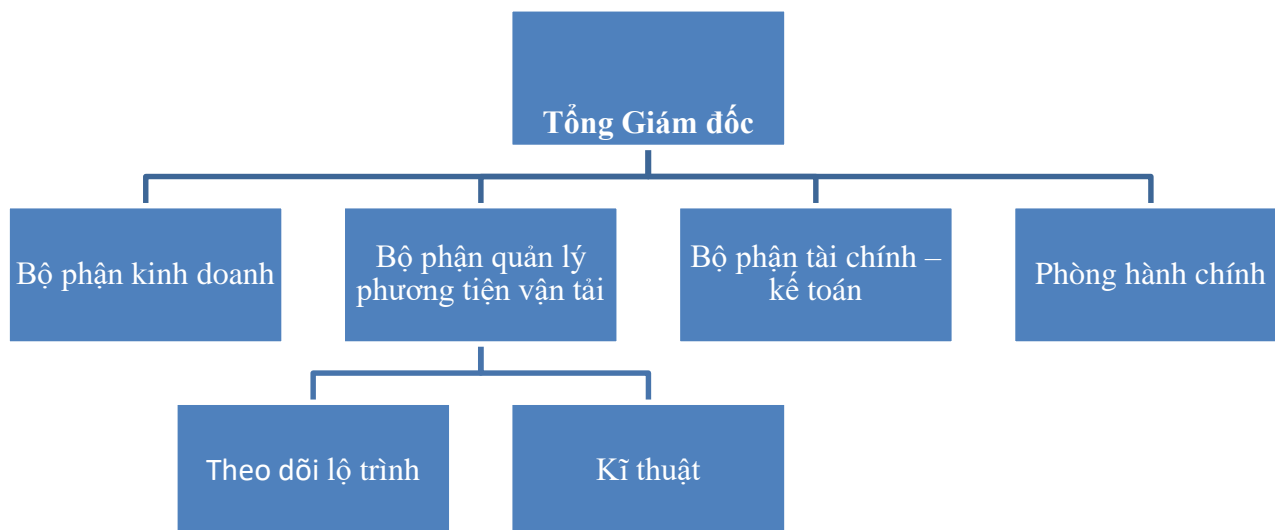 Tổng Giám đốc
Bộ phận kinh doanh
Bộ phận quản lý
phương tiện vận tải
Bộ phận tài chính –
kế toán
Phòng hành chính
Theo dõi lộ trình
Kĩ thuật